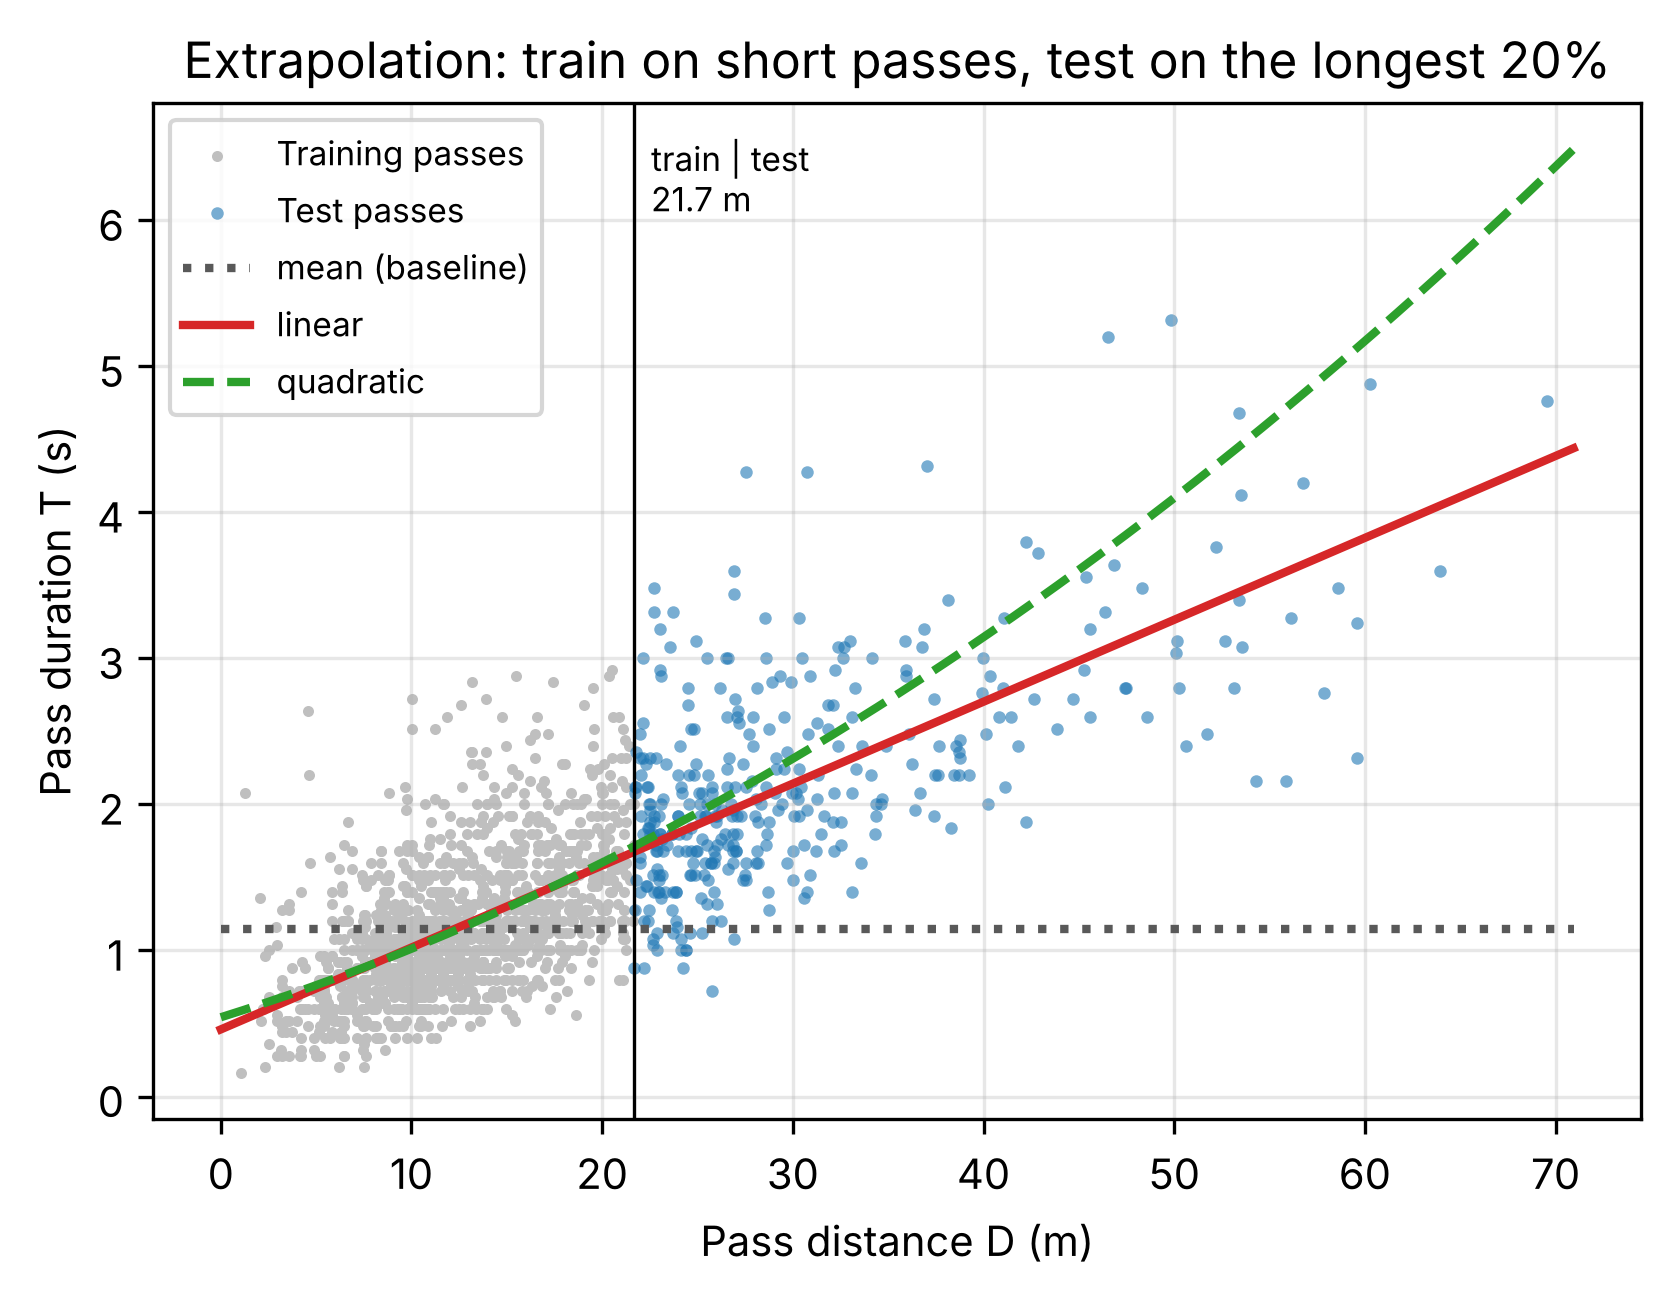 Extrapolation: train on short passes, test on the longest 20%
Training passes
Test passes
mean (baseline)
linear
quadratic
train | test
21.7 m
6
5
4
3
2
1
0
Pass duration T (s)
0 10 20 30 40 50 60 70
Pass distance D (m)